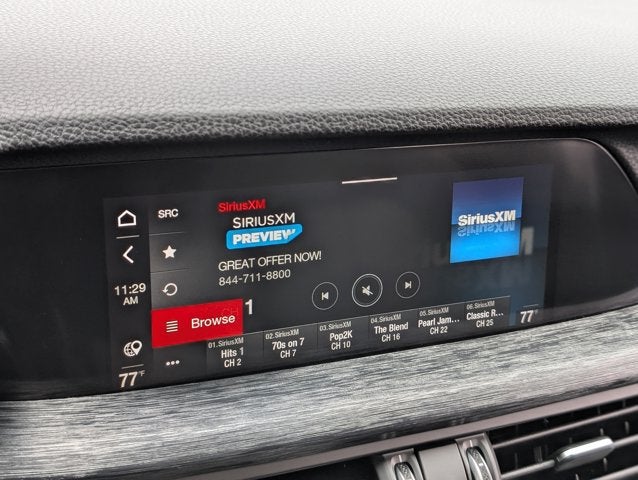 SRC
SiriusXM
SIRIUSXM
PREVIEW
GREAT OFFER NOW!
844-711-8800
SiriusXM
11:29
AM
Browse
1
01.SiriusXM
Hits 1
CH 2
02.SiriusXM
70s on 7
CH 7
03.SiriusXM
Pop2K
CH 10
04.SiriusXM
The Blend
CH 16
05.SiriusXM
Pearl Jam...
CH 22
06.SiriusXM
Classic R...
CH 25
77°F
77°F